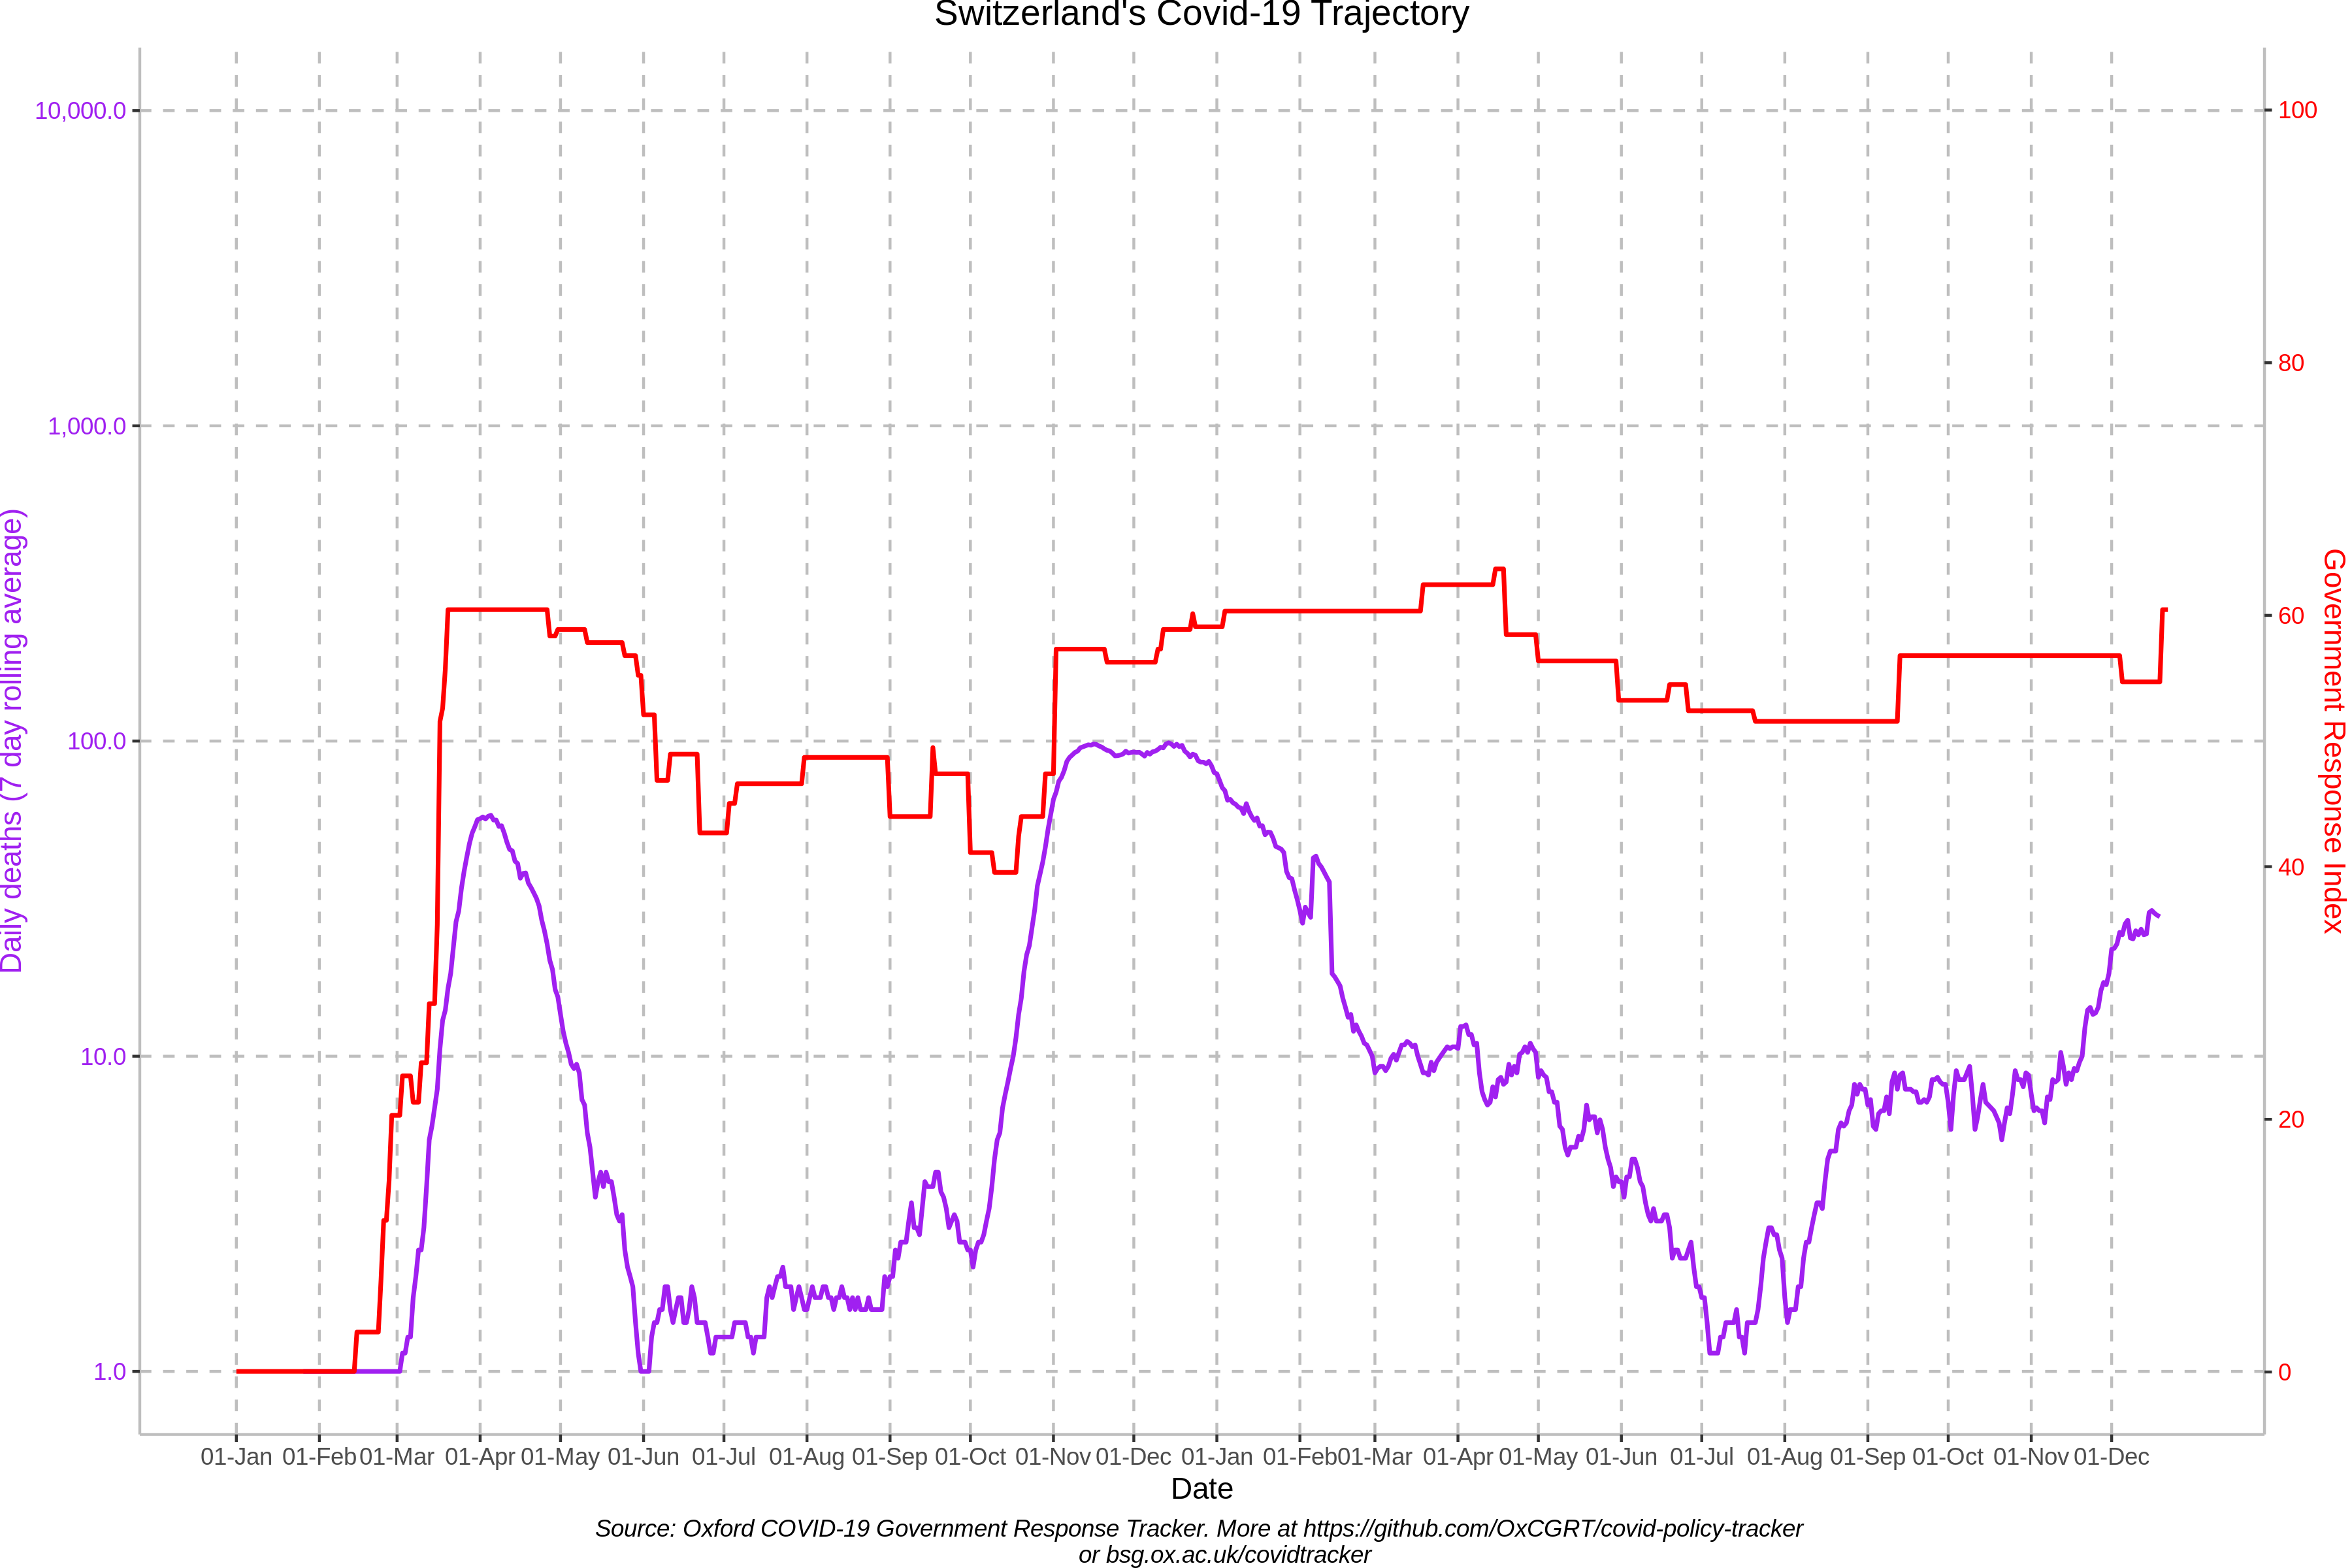 Switzerland's Covid-19 Trajectory
10,000.0
1,000.0
100.0
10.0
1.0
Daily deaths (7 day rolling average)
100
80
60
40
20
0
Government Response Index
01-Jan 01-Feb 01-Mar 01-Apr 01-May 01-Jun 01-Jul 01-Aug 01-Sep 01-Oct 01-Nov 01-Dec 01-Jan 01-Feb 01-Mar 01-Apr 01-May 01-Jun 01-Jul 01-Aug 01-Sep 01-Oct 01-Nov 01-Dec
Date
Source: Oxford COVID-19 Government Response Tracker. More at https://github.com/OxCGRT/covid-policy-tracker
or bsg.ox.ac.uk/covidtracker